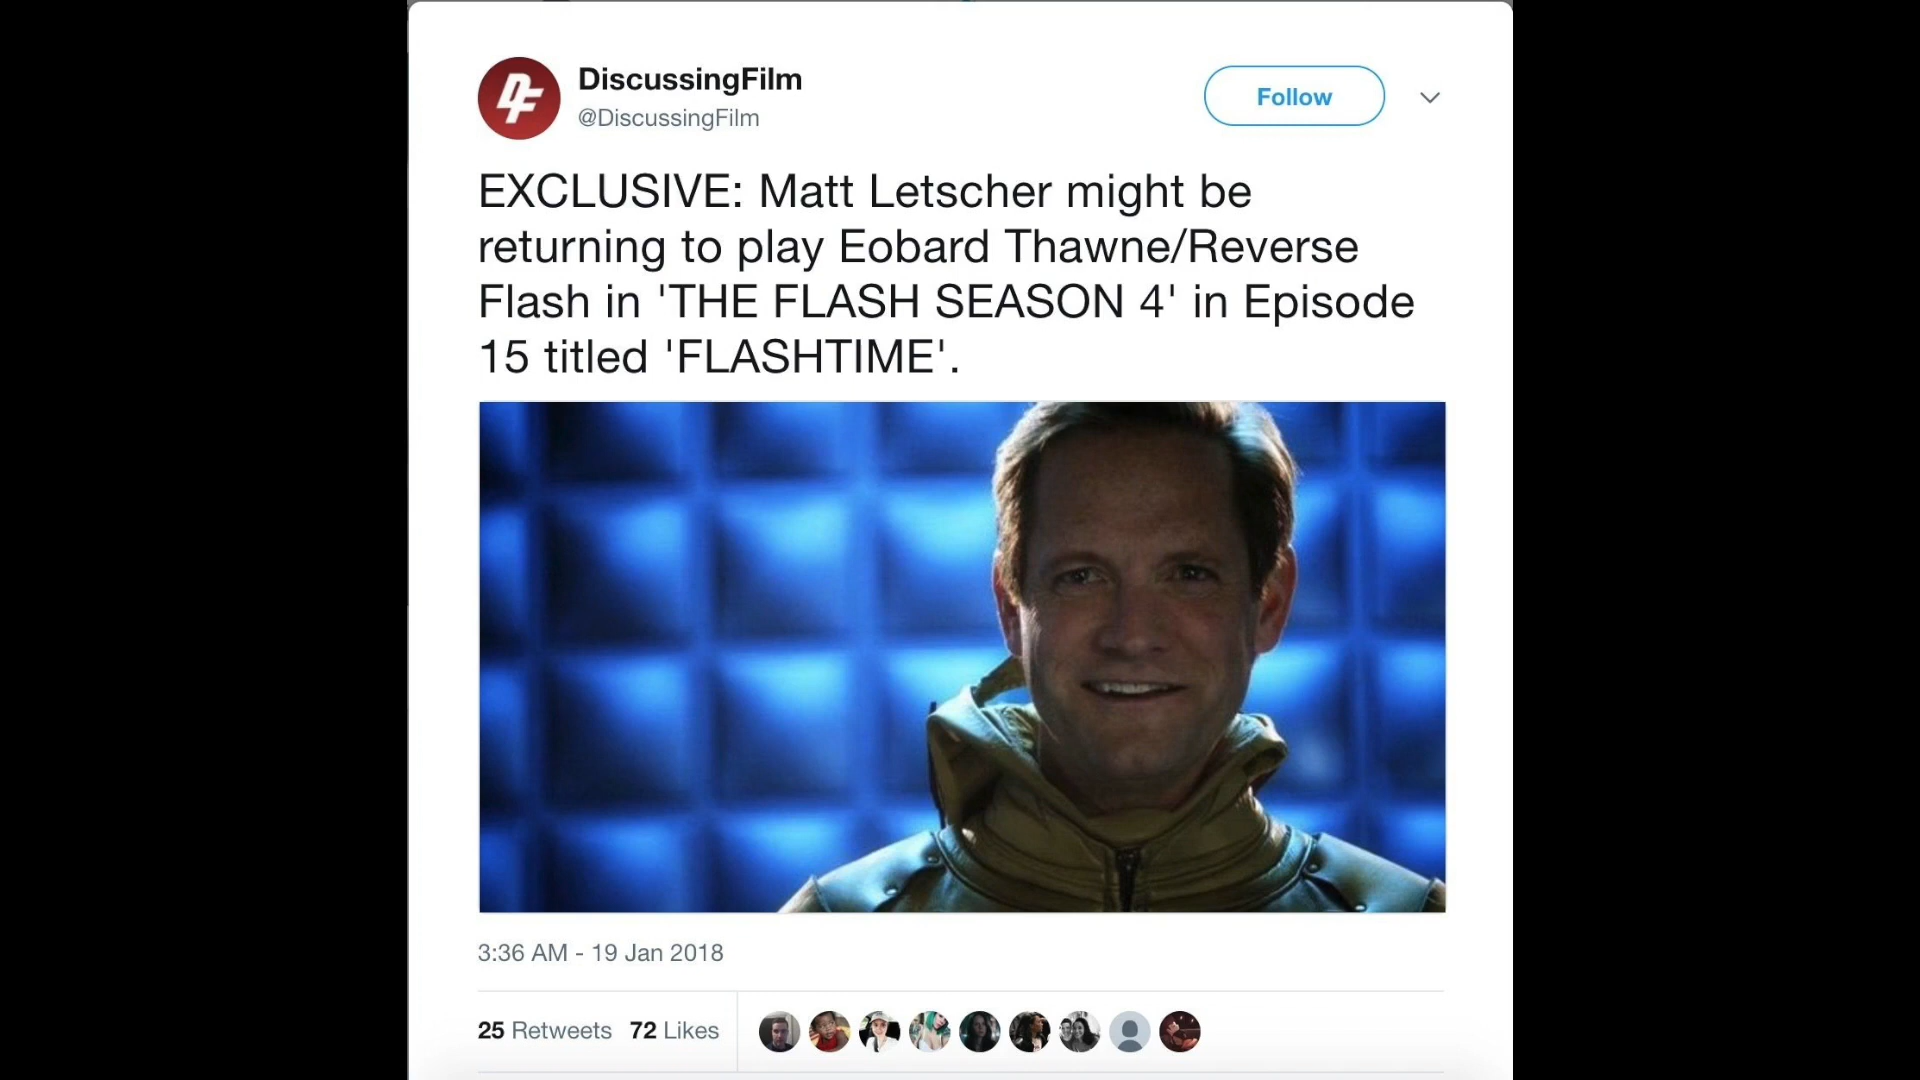 DF
DiscussingFilm
@DiscussingFilm
Follow
EXCLUSIVE: Matt Letscher might be
returning to play Eobard Thawne/Reverse
Flash in 'THE FLASH SEASON 4' in Episode
15 titled 'FLASHTIME'.
3:36 AM - 19 Jan 2018
25 Retweets 72 Likes